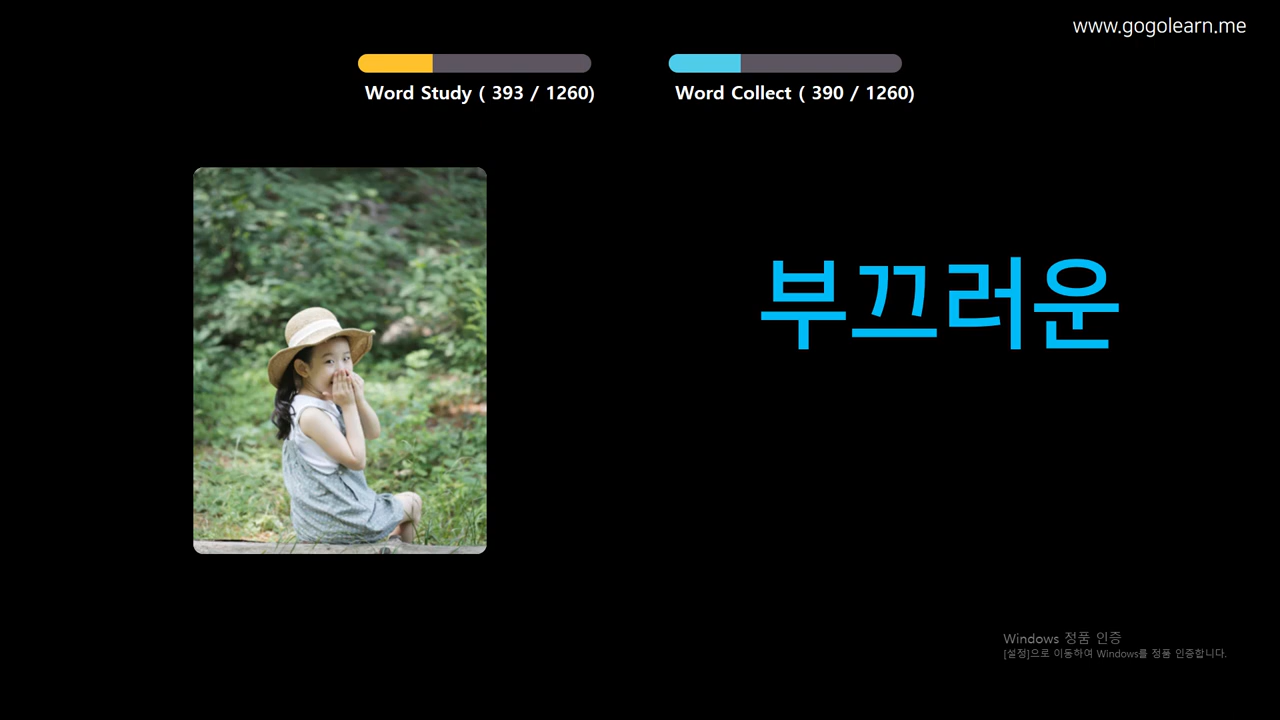 www.gogolearn.me
Word Study ( 393 / 1260)
Word Collect ( 390 / 1260)
부끄러운
Windows 정품 인증
[설정]으로 이동하여 Windows를 정품 인증합니다.